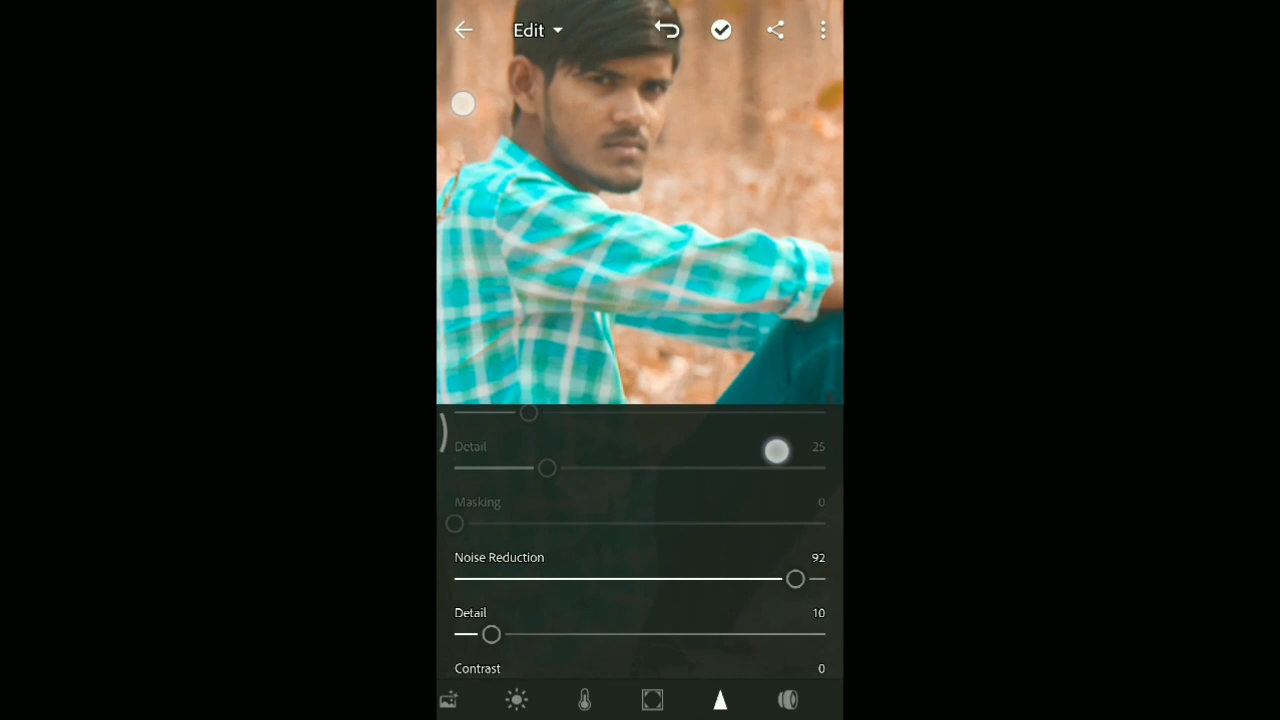 Edit
Detail 25
Masking 0
Noise Reduction 92
Detail 10
Contrast 0